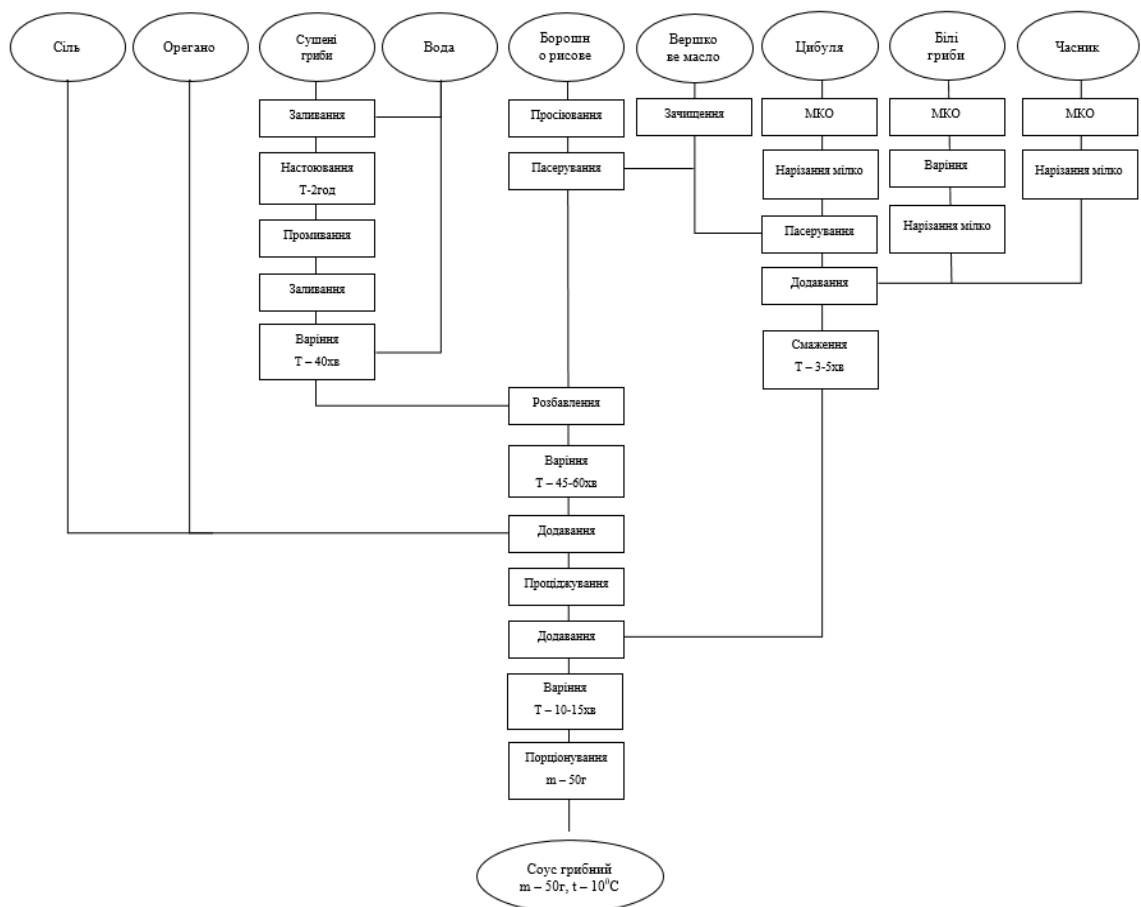 Сіль
Орегано
Сушені
гриби
Вода
Борошн
о рисове
Вершко
ве масло
Цибуля
Білі
гриби
Часник
Заливання
Просіювання
Зачищення
МКО
МКО
МКО
Настоювання
Т-2год
Пасерування
Нарізання мілко
Варіння
Нарізання мілко
Промивання
Пасерування
Нарізання мілко
Заливання
Додавання
Варіння
Т – 40хв
Смаження
Т – 3-5хв
Розбавлення
Варіння
Т – 45-60хв
Додавання
Проціджування
Додавання
Варіння
Т – 10-15хв
Порціонування
m – 50г
Соус грибний
m – 50г, t – 10⁰С